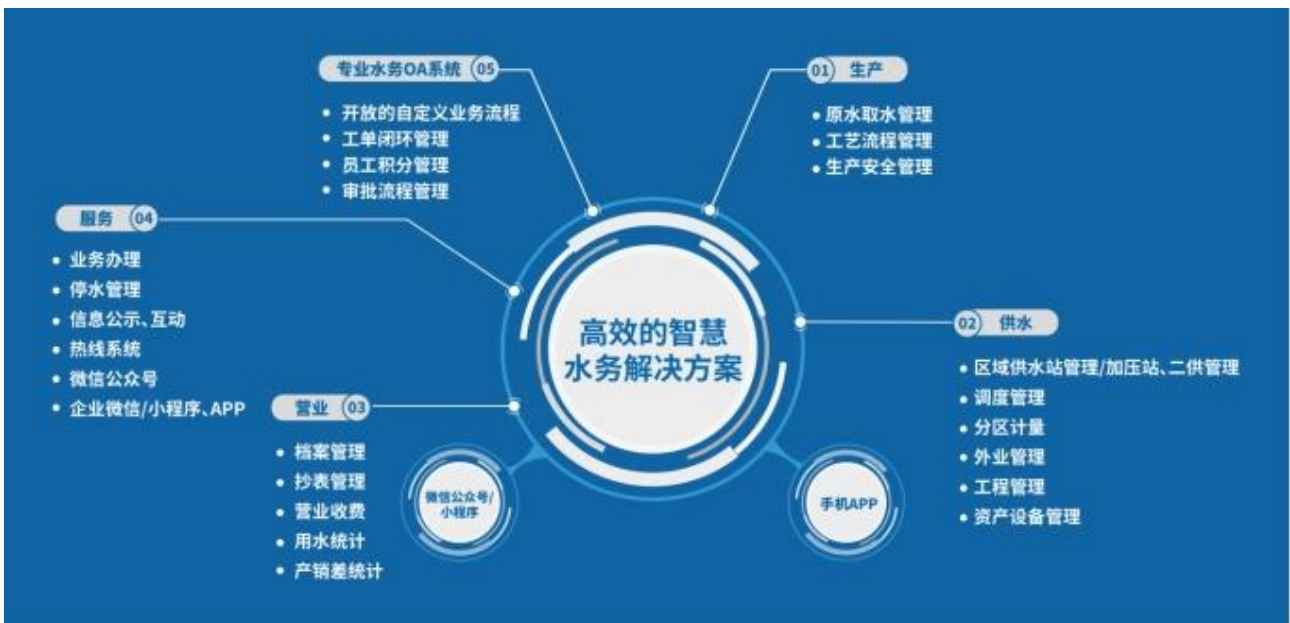 专业水务OA系统 05
开放的自定义业务流程
工单闭环管理
员工积分管理
审批流程管理
01 生产
原水取水管理
工艺流程管理
生产安全管理
服务 04
业务办理
停水管理
信息公示、互动
热线系统
微信公众号
企业微信/小程序、APP
高效的智慧
水务解决方案
02 供水
区域供水站管理/加压站、二供管理
调度管理
分区计量
外业管理
工程管理
资产设备管理
营业 03
档案管理
抄表管理
营业收费
用水统计
产销差统计
微信公众号/
小程序
手机APP